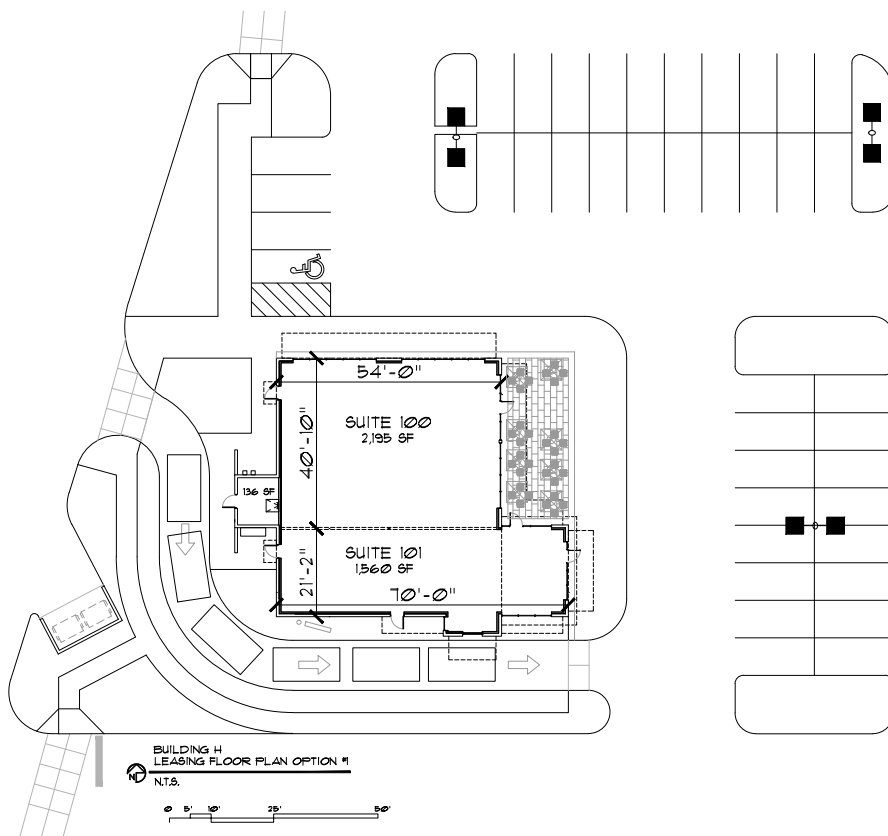 54'-0"
SUITE 100
2,195 SF
40'-10"
136 SF
SUITE 101
1,560 SF
21'-2"
70'-0"
BUILDING H
LEASING FLOOR PLAN OPTION #1
N
N.T.S.
0 5' 10' 25' 50'